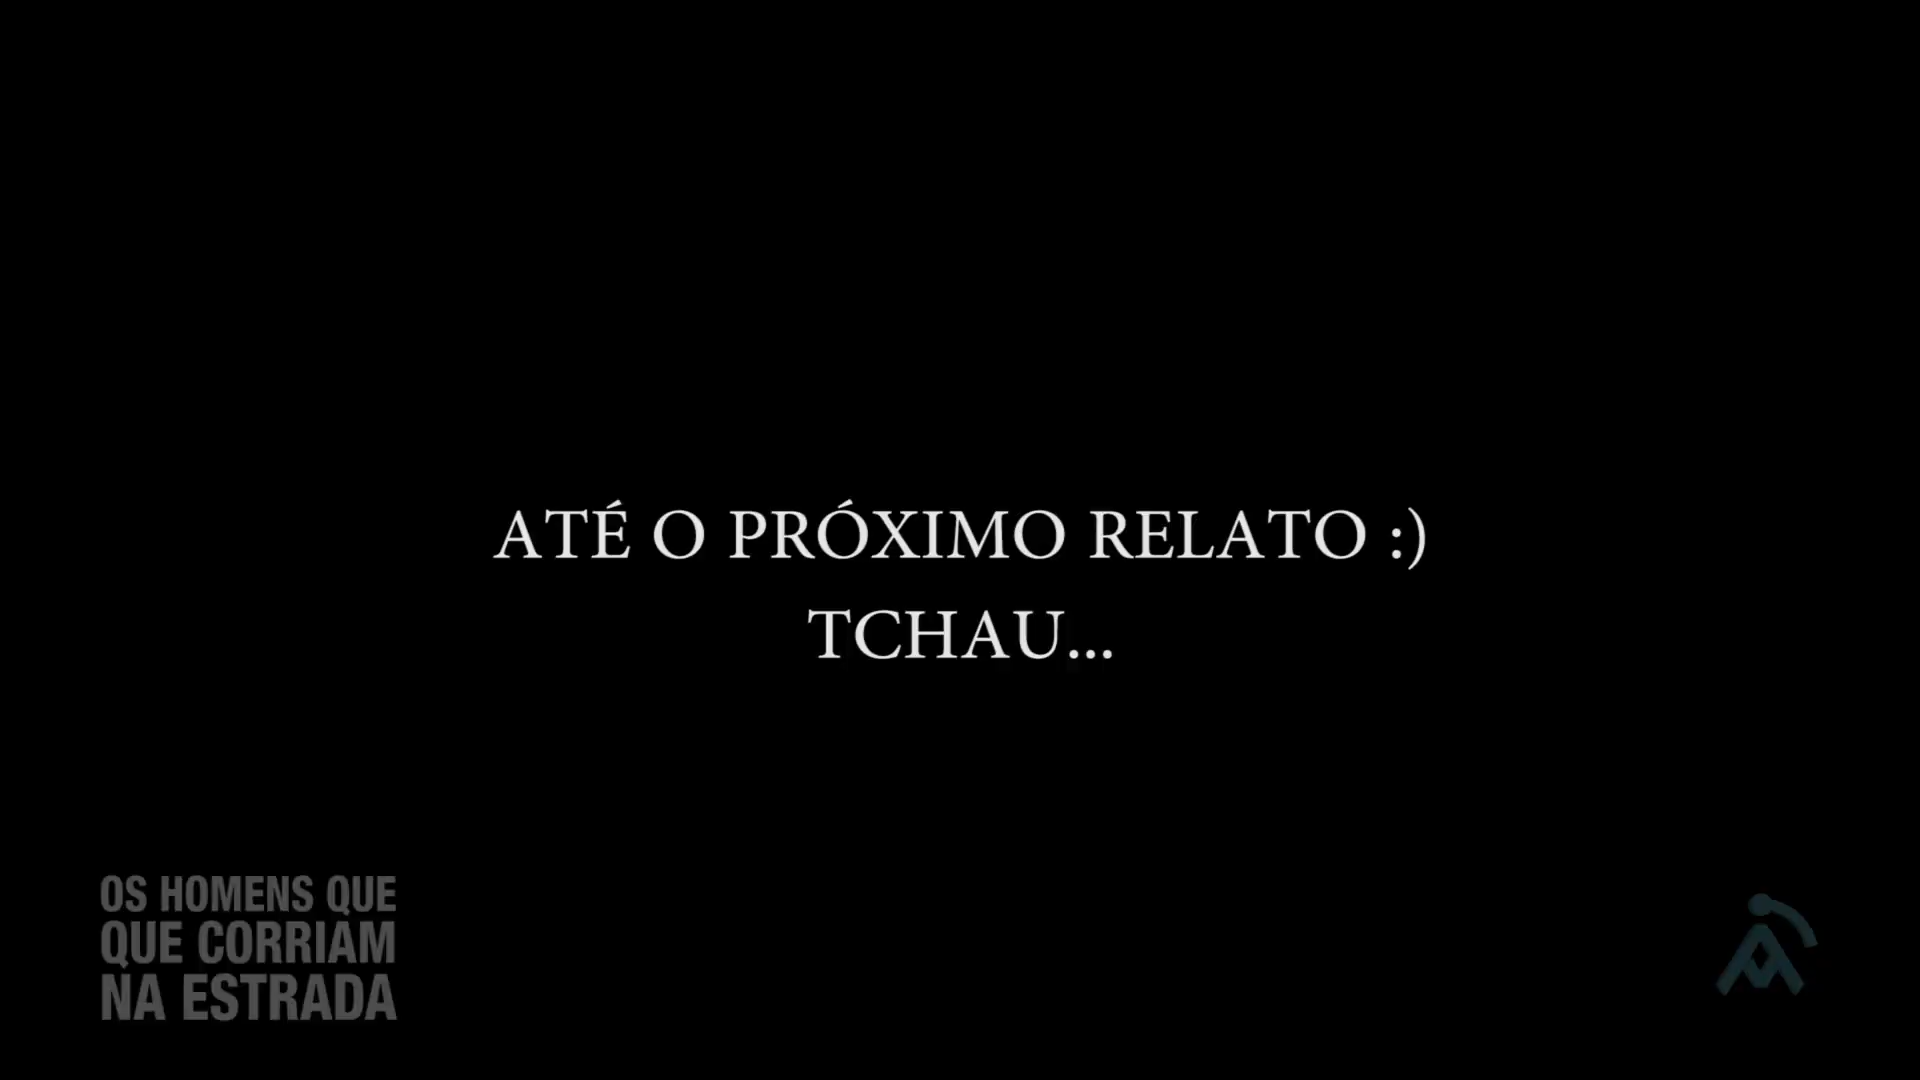 ATÉ O PRÓXIMO RELATO :)
TCHAU...
OS HOMENS QUE
QUE CORRIAM
NA ESTRADA